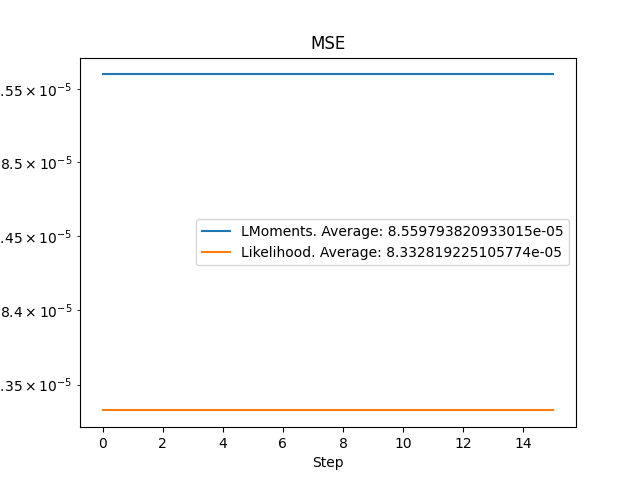 MSE
.55 × 10⁻⁵
8.5 × 10⁻⁵
.45 × 10⁻⁵
8.4 × 10⁻⁵
.35 × 10⁻⁵
LMoments. Average: 8.559793820933015e-05
Likelihood. Average: 8.332819225105774e-05
0 2 4 6 8 10 12 14
Step